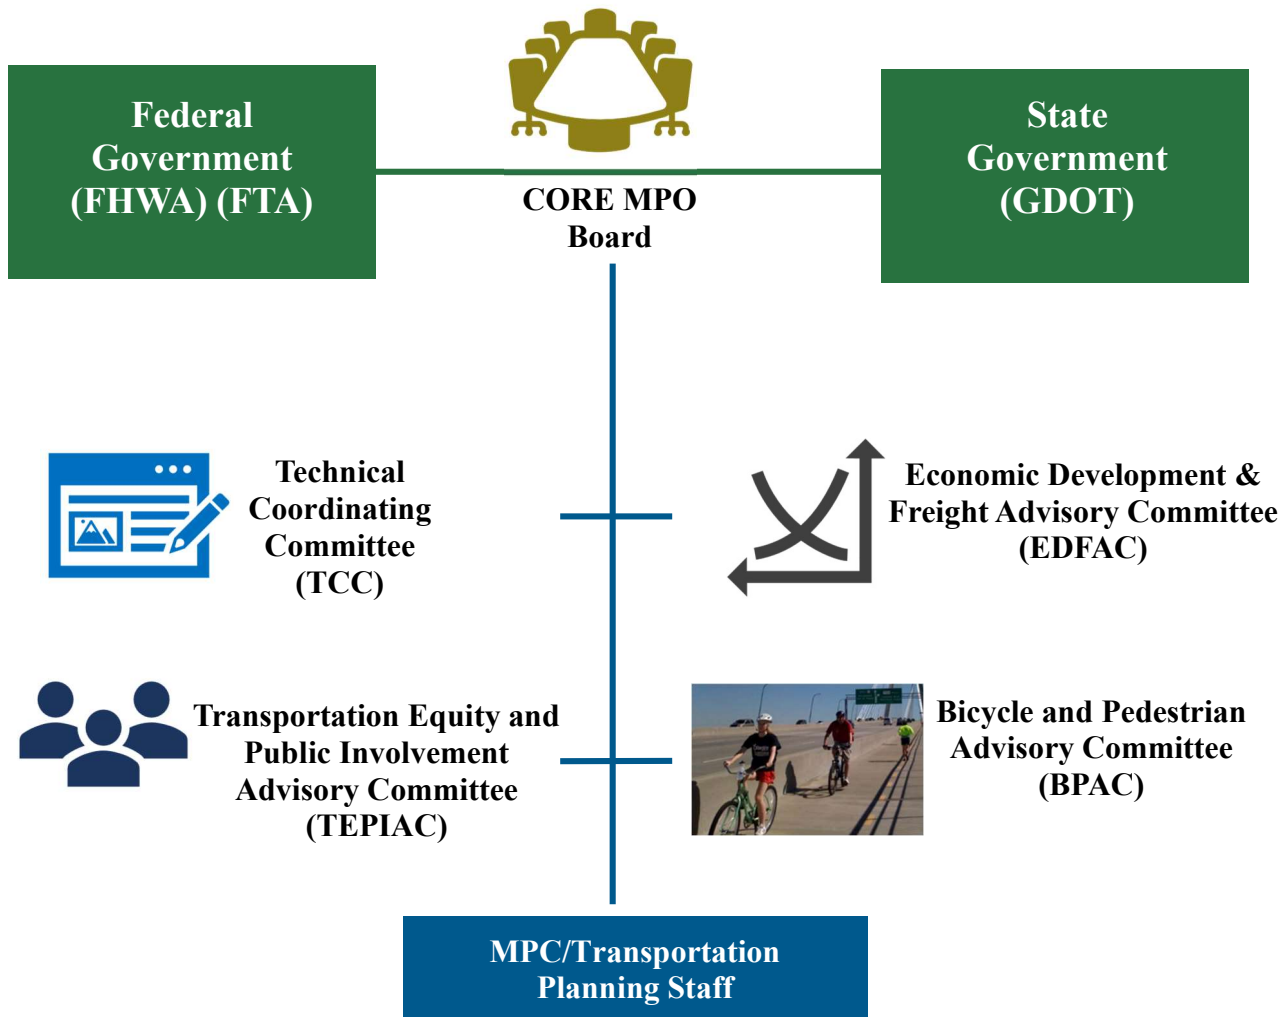 Federal
Government
(FHWA) (FTA)
State
Government
(GDOT)
CORE MPO
Board
Technical
Coordinating
Committee
(TCC)
Economic Development &
Freight Advisory Committee
(EDFAC)
Transportation Equity and
Public Involvement
Advisory Committee
(TEPIAC)
Bicycle and Pedestrian
Advisory Committee
(BPAC)
MPC/Transportation
Planning Staff